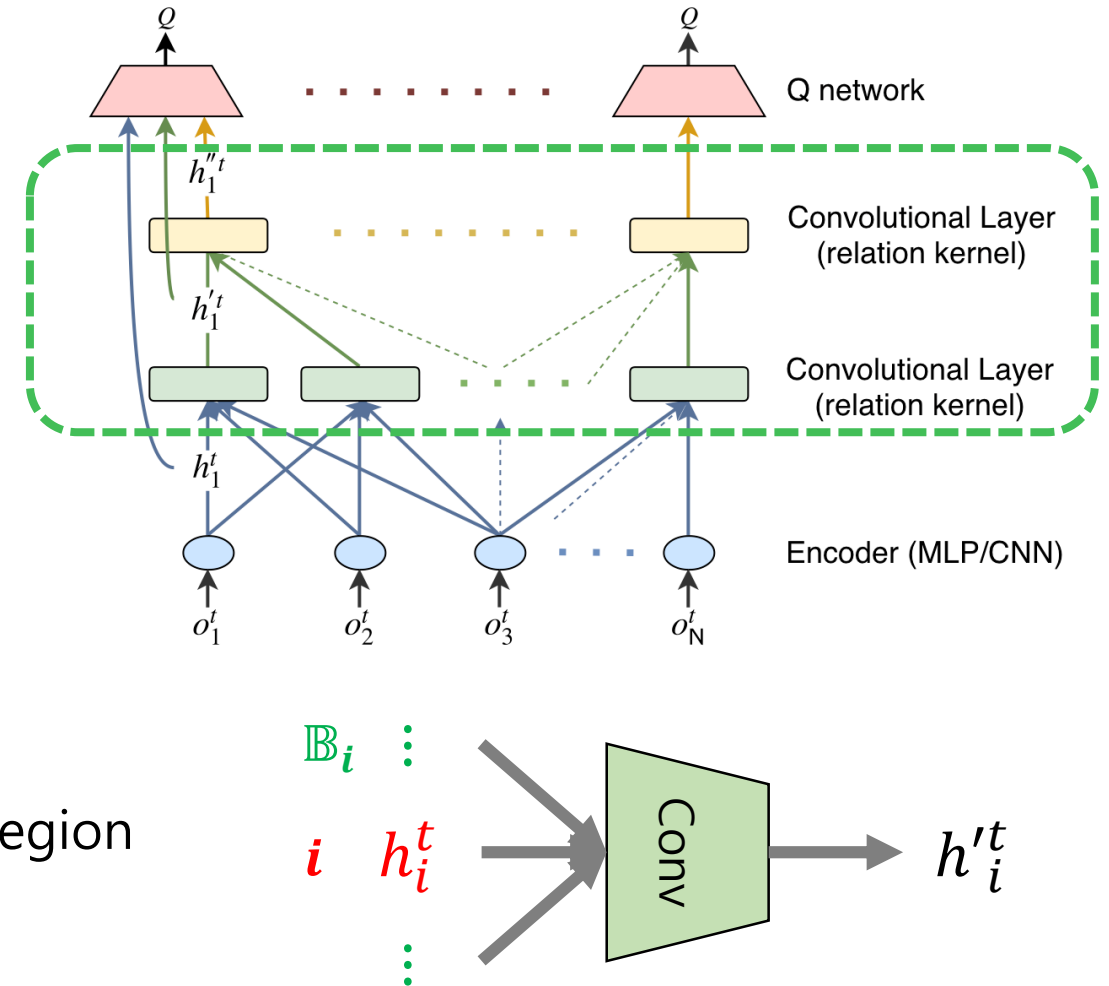 Q Q
Q network
h''₁ᵗ
Convolutional Layer
(relation kernel)
h'₁ᵗ
Convolutional Layer
(relation kernel)
h₁ᵗ
Encoder (MLP/CNN)
o₁ᵗ o₂ᵗ o₃ᵗ o_Nᵗ
𝔹ᵢ ⋮
egion i hᵢᵗ Conv h'ᵢᵗ
⋮